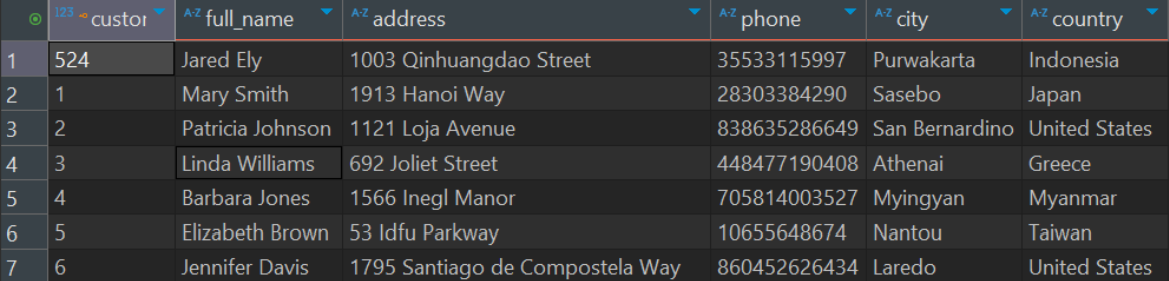 123 custor A-Z full_name A-Z address A-Z phone A-Z city A-Z country
1 524 Jared Ely 1003 Qinhuangdao Street 35533115997 Purwakarta Indonesia
2 1 Mary Smith 1913 Hanoi Way 28303384290 Sasebo Japan
3 2 Patricia Johnson 1121 Loja Avenue 838635286649 San Bernardino United States
4 3 Linda Williams 692 Joliet Street 448477190408 Athenai Greece
5 4 Barbara Jones 1566 Inegl Manor 705814003527 Myingyan Myanmar
6 5 Elizabeth Brown 53 Idfu Parkway 10655648674 Nantou Taiwan
7 6 Jennifer Davis 1795 Santiago de Compostela Way 860452626434 Laredo United States